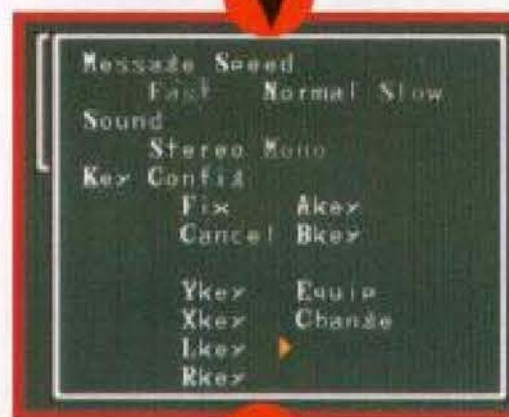 Message Speed
Fast Normal Slow
Sound
Stereo Mono
Key Config
Fix Akey
Cancel Bkey
Ykey Equip
Xkey Change
Lkey
Rkey